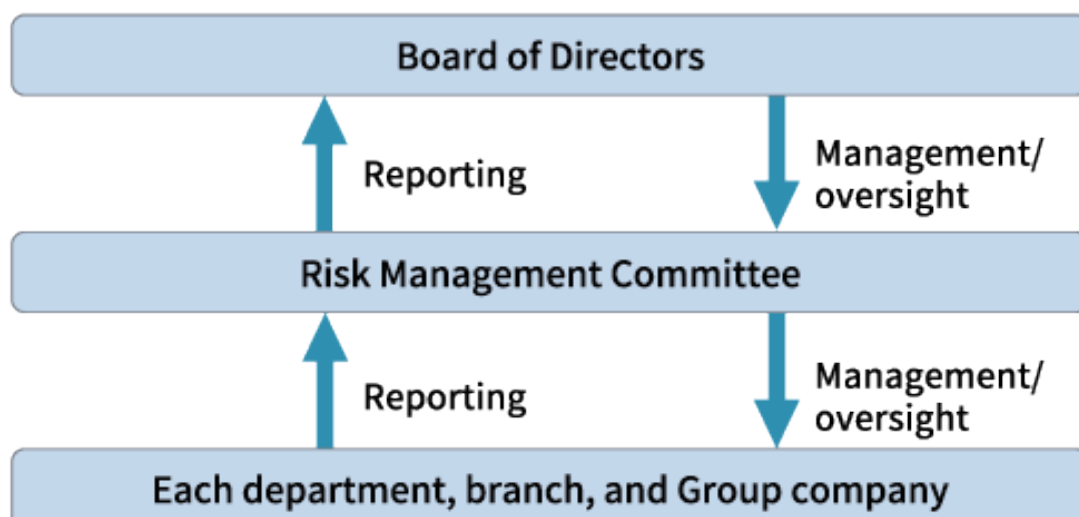 Board of Directors
Reporting
Management/
oversight
Risk Management Committee
Reporting
Management/
oversight
Each department, branch, and Group company